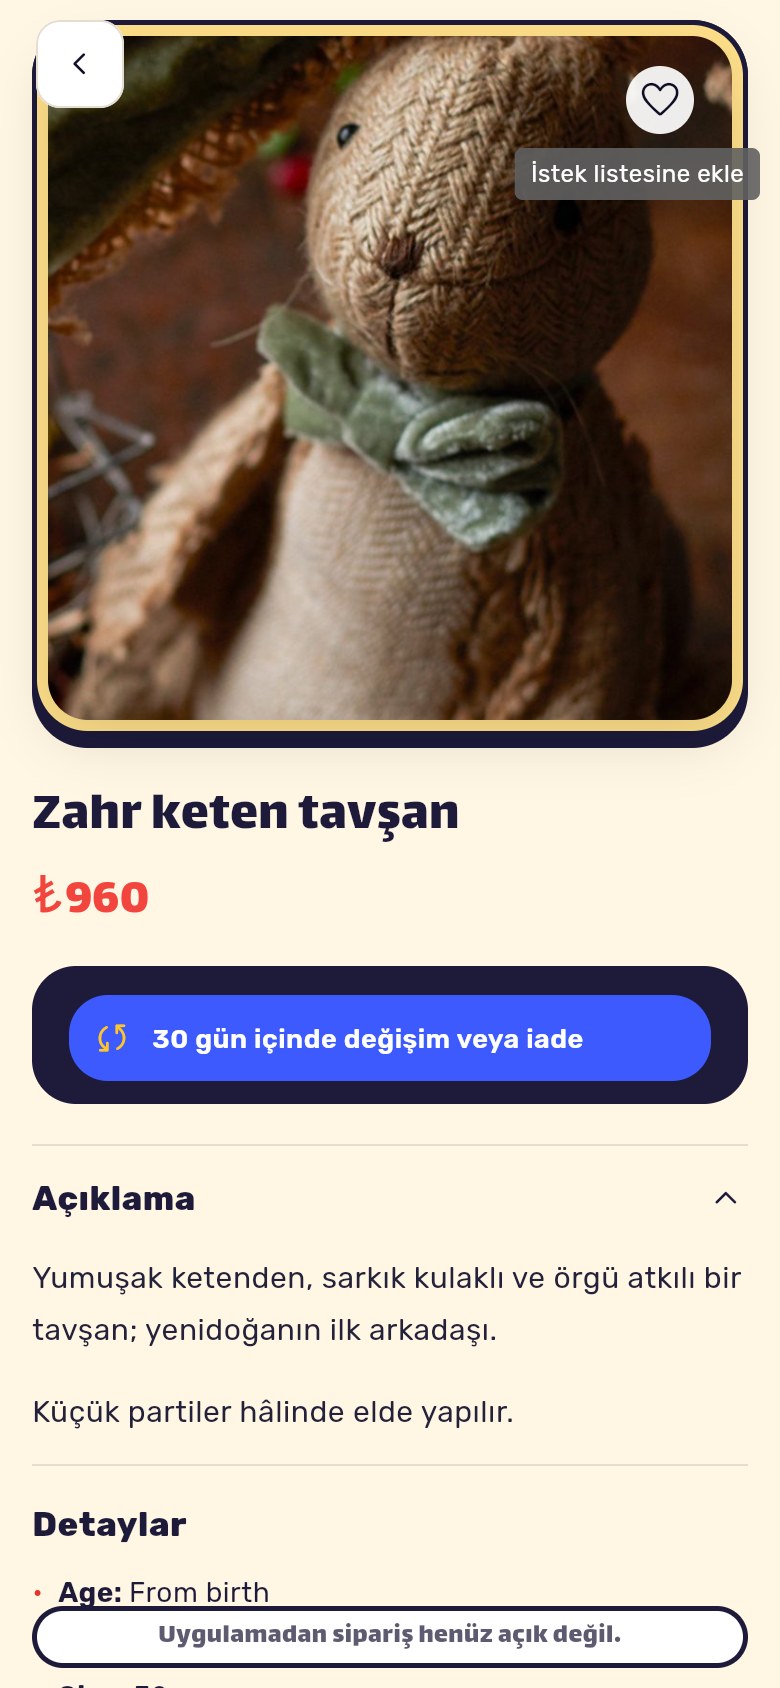 İstek listesine ekle
Zahr keten tavşan
₺960
30 gün içinde değişim veya iade
Açıklama
Yumuşak ketenden, sarkık kulaklı ve örgü atkılı bir
tavşan; yenidoğanın ilk arkadaşı.
Küçük partiler hâlinde elde yapılır.
Detaylar
• Age: From birth
Uygulamadan sipariş henüz açık değil.